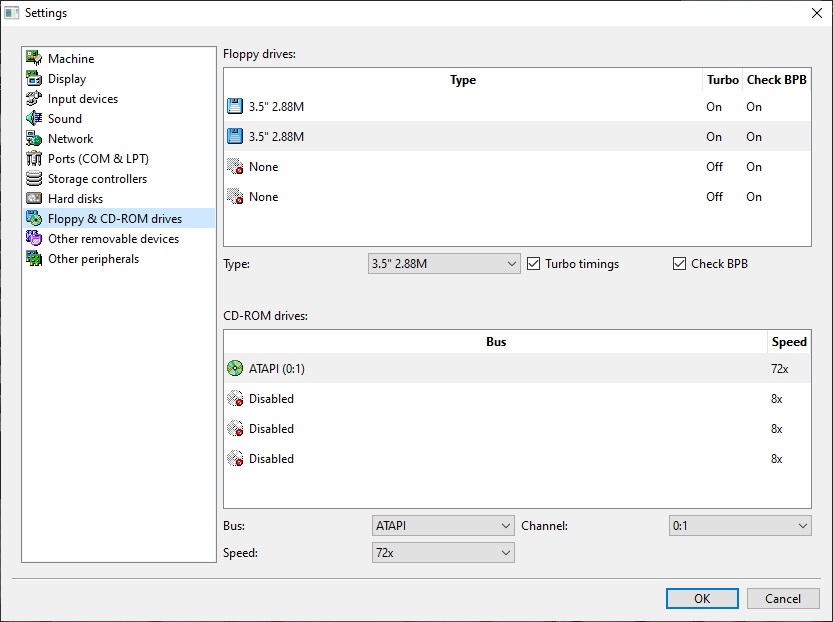 Settings
Machine
Display
Input devices
Sound
Network
Ports (COM & LPT)
Storage controllers
Hard disks
Floppy & CD-ROM drives
Other removable devices
Other peripherals
Floppy drives:
Type Turbo Check BPB
3.5" 2.88M On On
3.5" 2.88M On On
None Off On
None Off On
Type: 3.5" 2.88M Turbo timings Check BPB
CD-ROM drives:
Bus Speed
ATAPI (0:1) 72x
Disabled 8x
Disabled 8x
Disabled 8x
Bus: ATAPI Channel: 0:1
Speed: 72x
OK Cancel